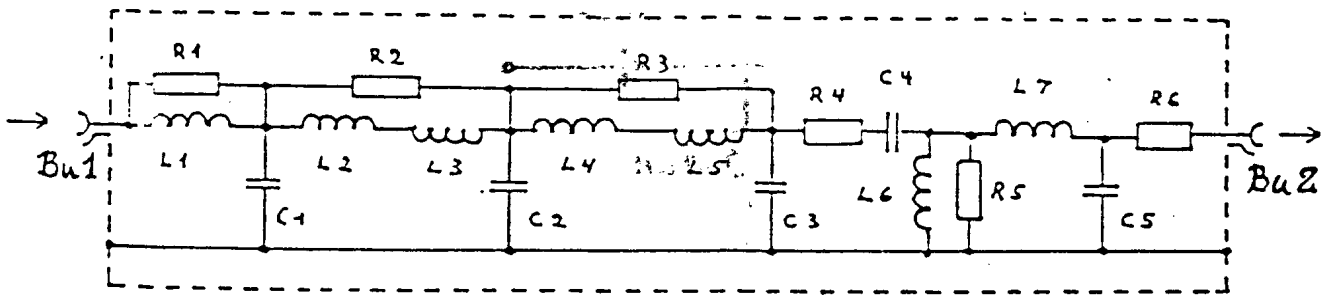 R1 R2 R3 C4
R4 L7 R6
Bu1 L1 L2 L3 L4 L5 Bu2
L6 R5
C1 C2 C3 C5